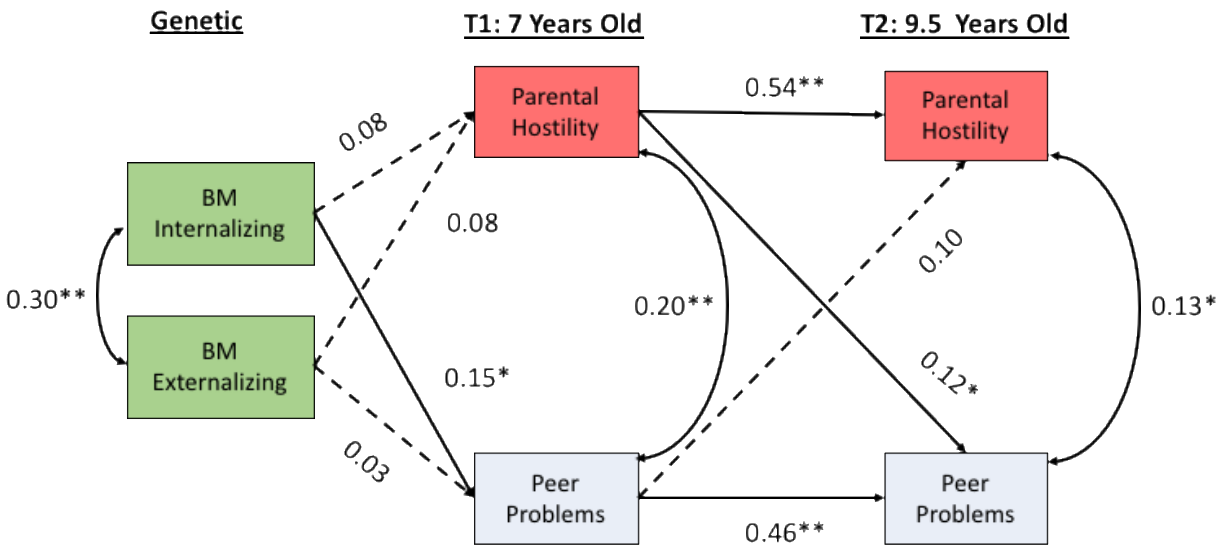 Genetic
T1: 7 Years Old
T2: 9.5 Years Old
Parental
Hostility
0.54**
Parental
Hostility
0.08
BM
Internalizing
0.08
0.10
0.30**
0.20**
0.13*
BM
Externalizing
0.15*
0.12*
0.03
Peer
Problems
0.46**
Peer
Problems